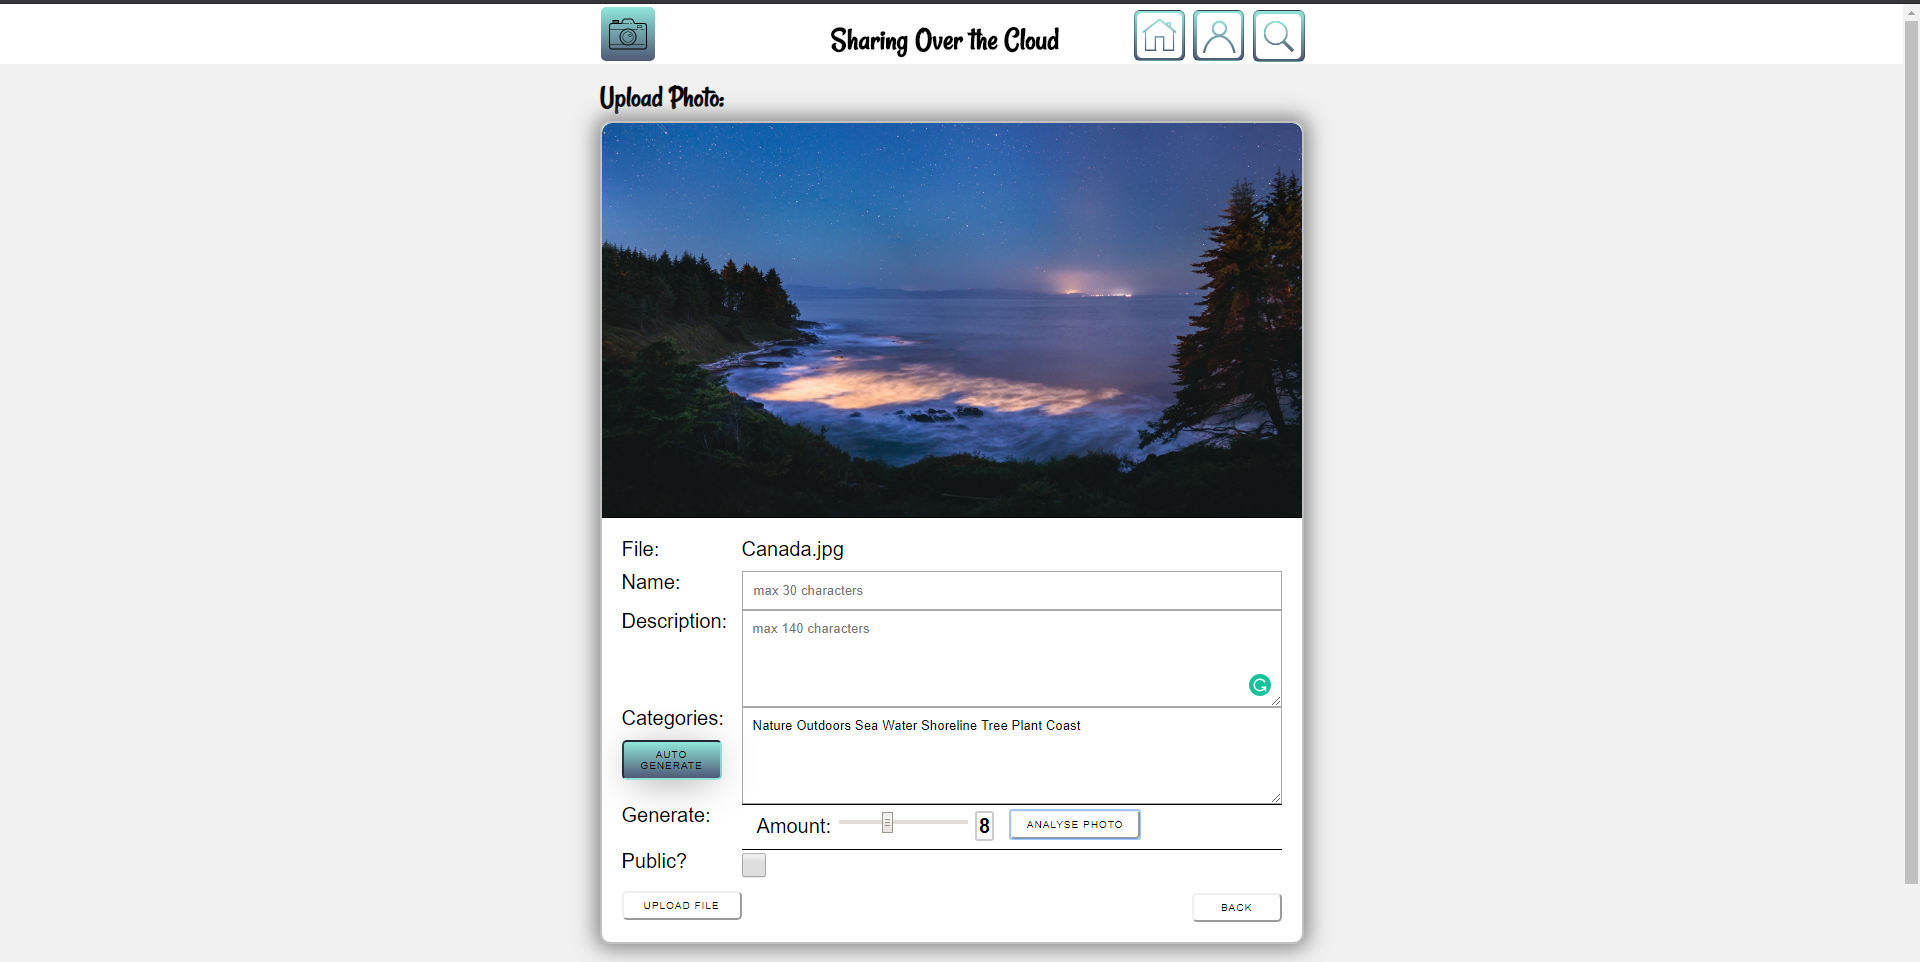 Sharing Over the Cloud
Upload Photo:
File: Canada.jpg
Name: max 30 characters
Description: max 140 characters
Categories: Nature Outdoors Sea Water Shoreline Tree Plant Coast
AUTO
GENERATE
Generate: Amount: 8 ANALYSE PHOTO
Public?
UPLOAD FILE BACK